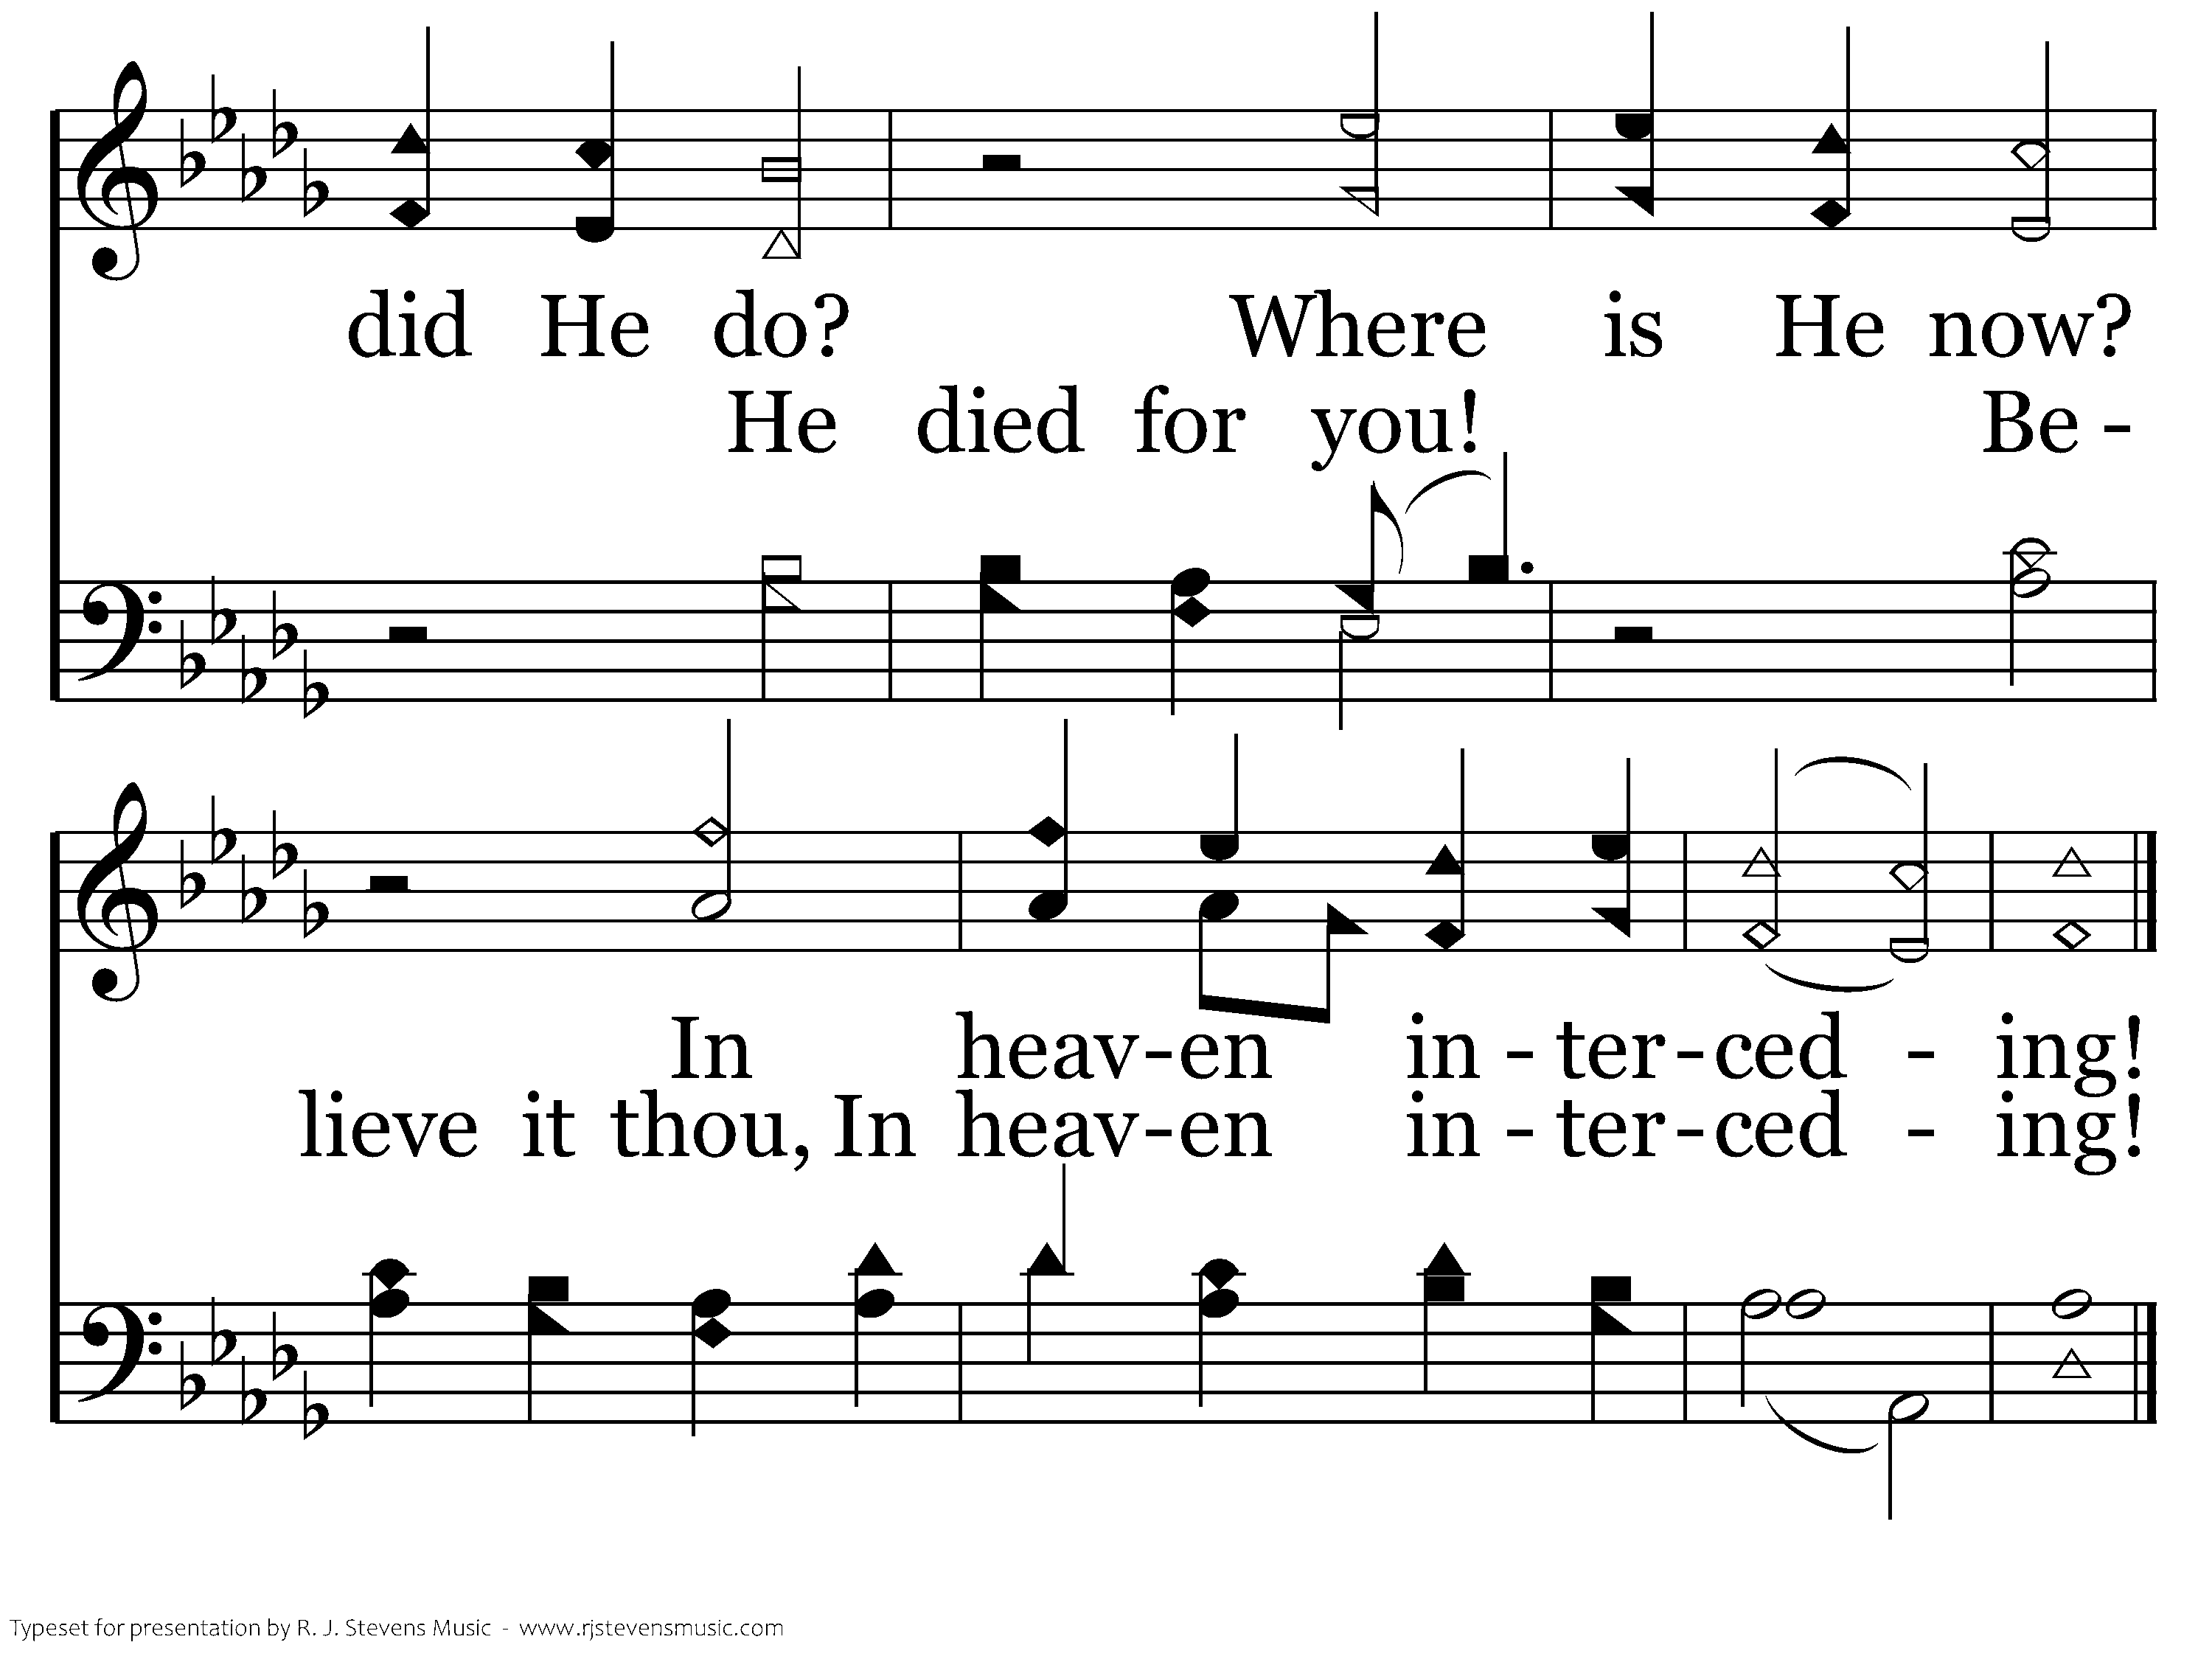 did He do? Where is He now?
He died for you! Be -
In heav-en in - ter-ced - ing!
lieve it thou, In heav-en in - ter-ced - ing!
Typeset for presentation by R. J. Stevens Music - www.rjstevensmusic.com